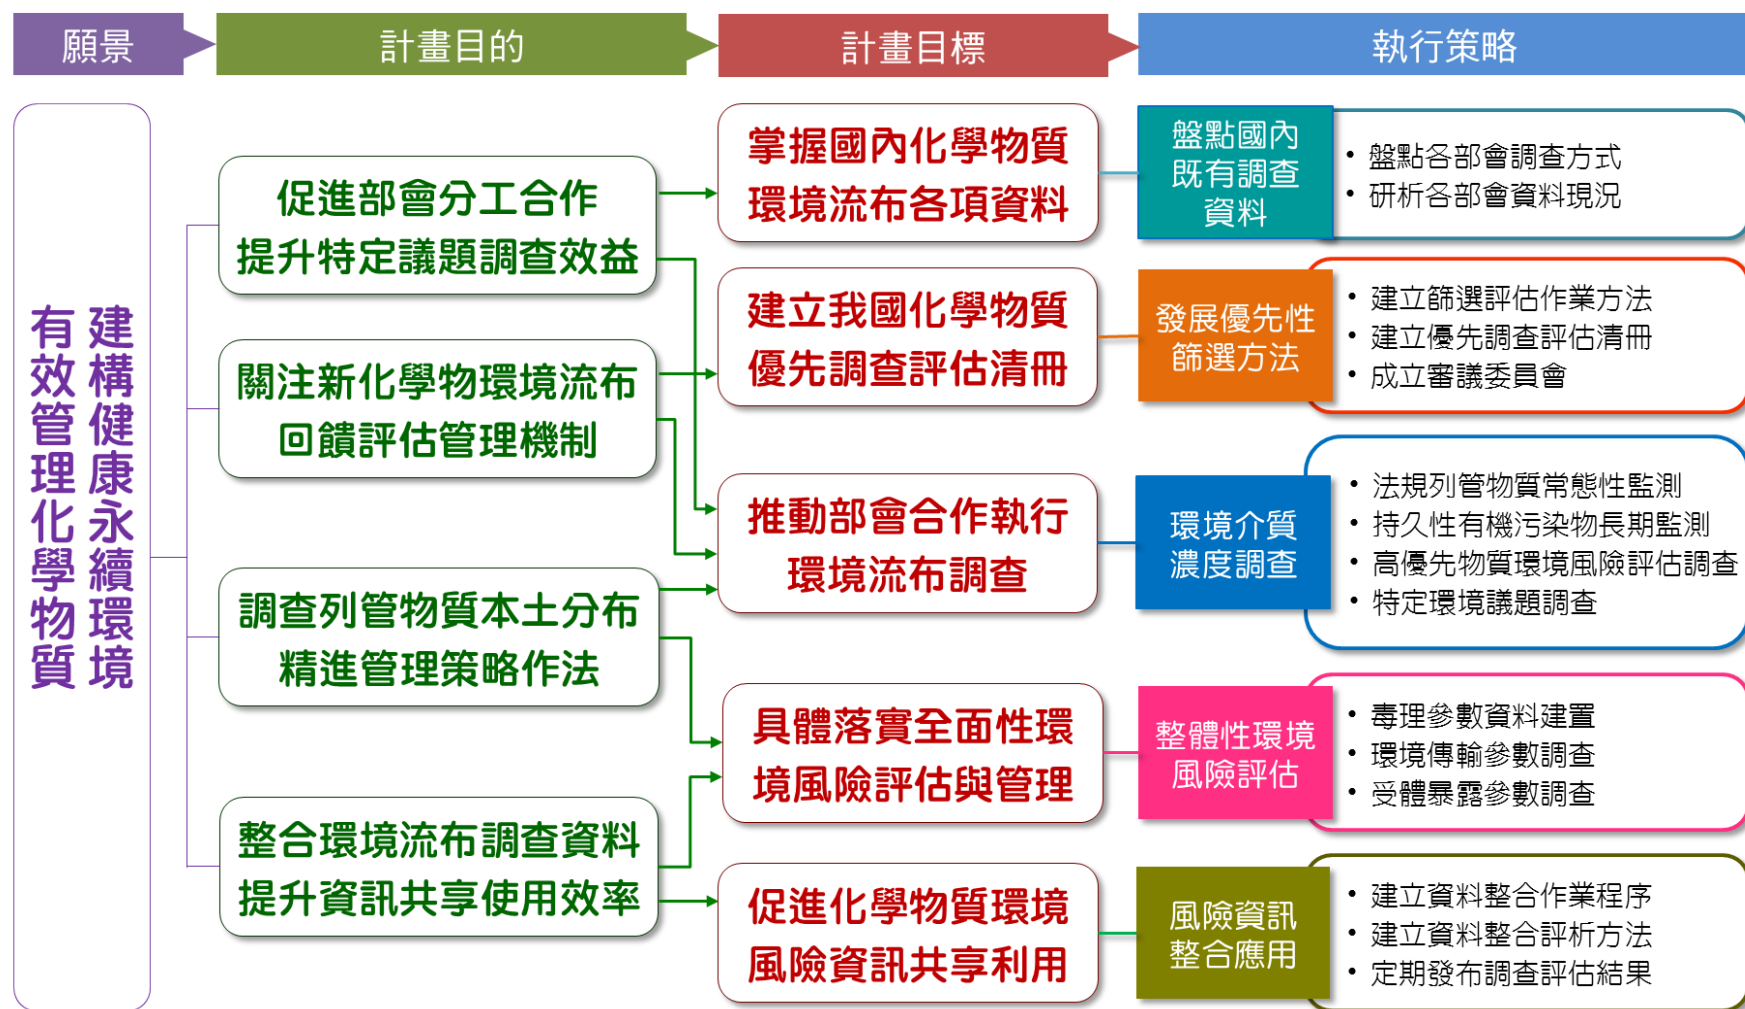 願景
計畫目的
計畫目標
執行策略
建構健康永續環境
有效管理化學物質
促進部會分工合作
提升特定議題調查效益
關注新化學物環境流布
回饋評估管理機制
調查列管物質本土分布
精進管理策略作法
整合環境流布調查資料
提升資訊共享使用效率
掌握國內化學物質
環境流布各項資料
建立我國化學物質
優先調查評估清冊
推動部會合作執行
環境流布調查
具體落實全面性環
境風險評估與管理
促進化學物質環境
風險資訊共享利用
盤點國內
既有調查
資料
• 盤點各部會調查方式
• 研析各部會資料現況
發展優先性
篩選方法
• 建立篩選評估作業方法
• 建立優先調查評估清冊
• 成立審議委員會
環境介質
濃度調查
• 法規列管物質常態性監測
• 持久性有機污染物長期監測
• 高優先物質環境風險評估調查
• 特定環境議題調查
整體性環境
風險評估
• 毒理參數資料建置
• 環境傳輸參數調查
• 受體暴露參數調查
風險資訊
整合應用
• 建立資料整合作業程序
• 建立資料整合評析方法
• 定期發布調查評估結果